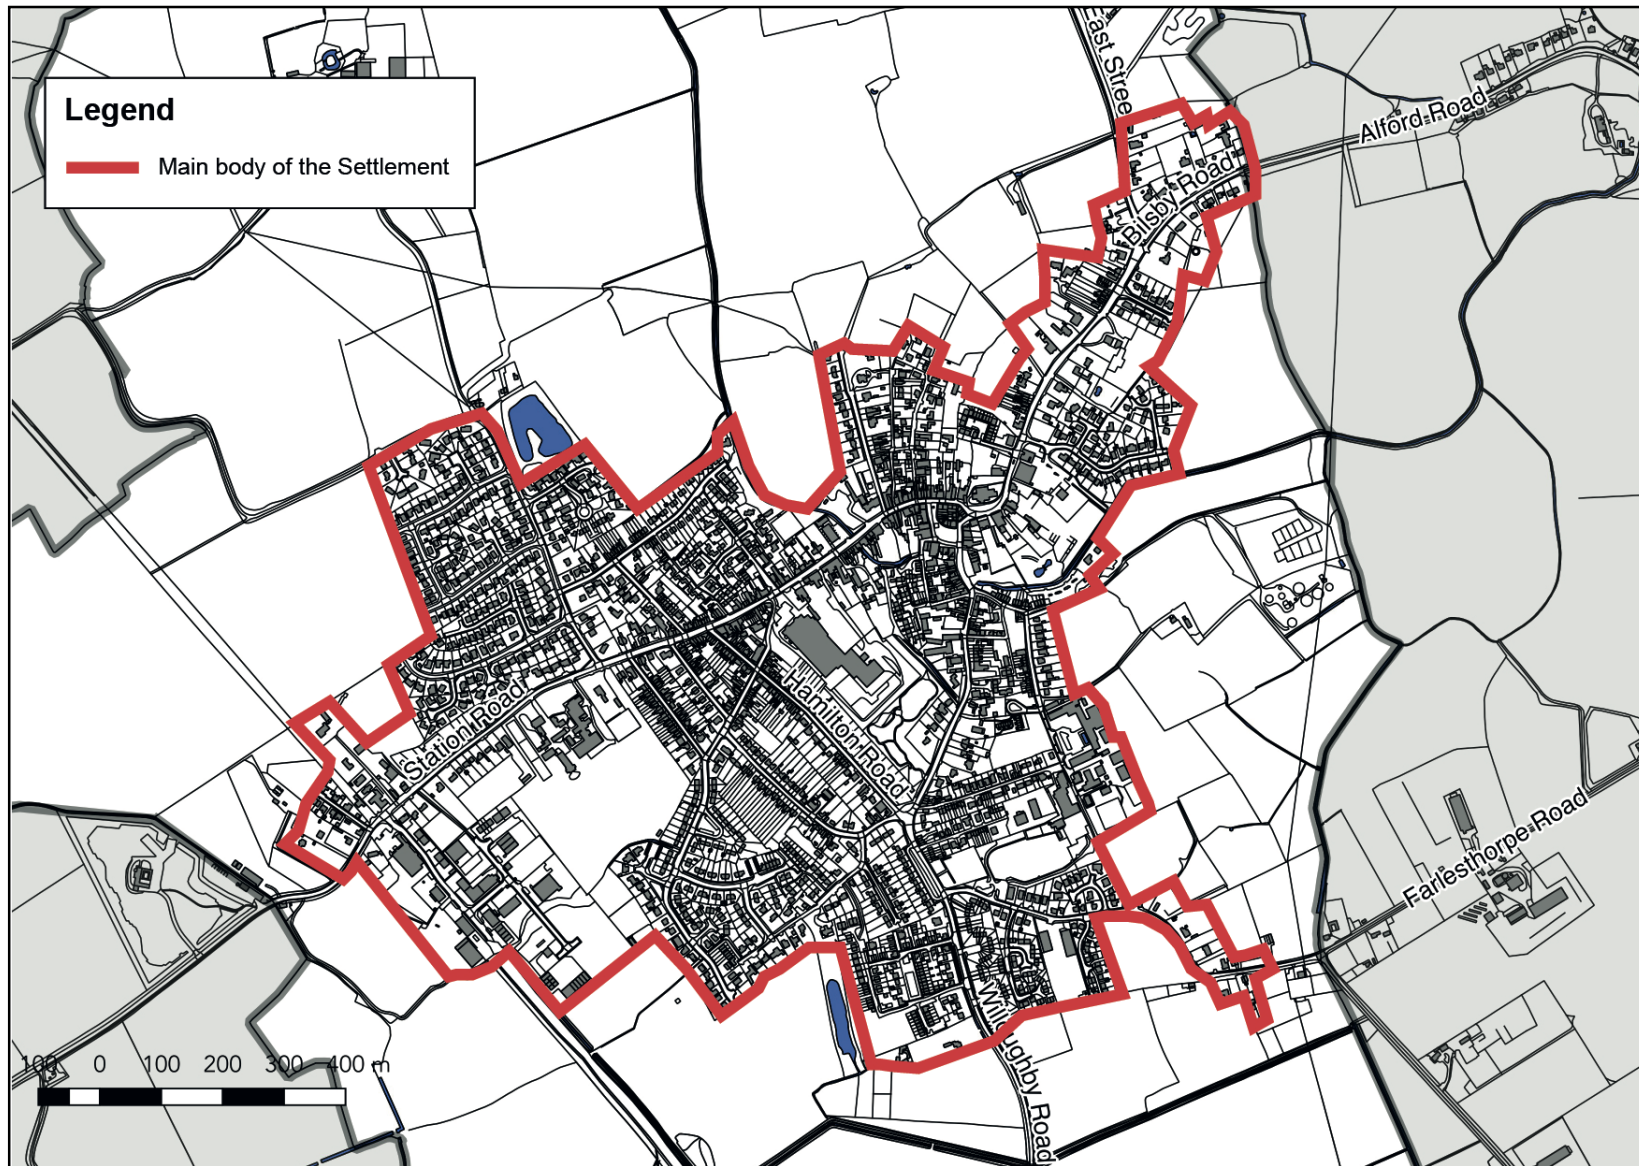 Legend
Main body of the Settlement
East Stree
Alford Road
Bilsby Road
Station Road
Hamilton Road
Farlesthorpe Road
Willoughby Road
100 0 100 200 300 400 m